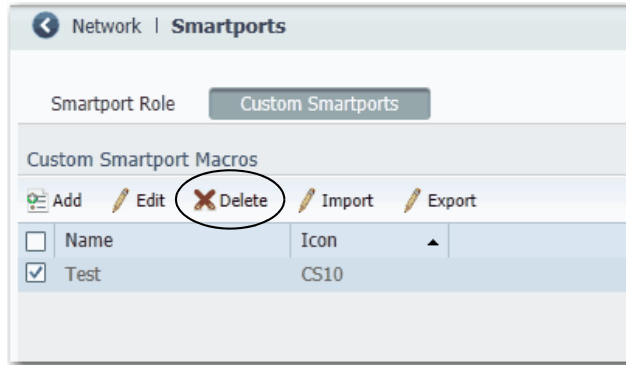 Network | Smartports
Smartport Role Custom Smartports
Custom Smartport Macros
Add Edit Delete Import Export
Name Icon
Test CS10